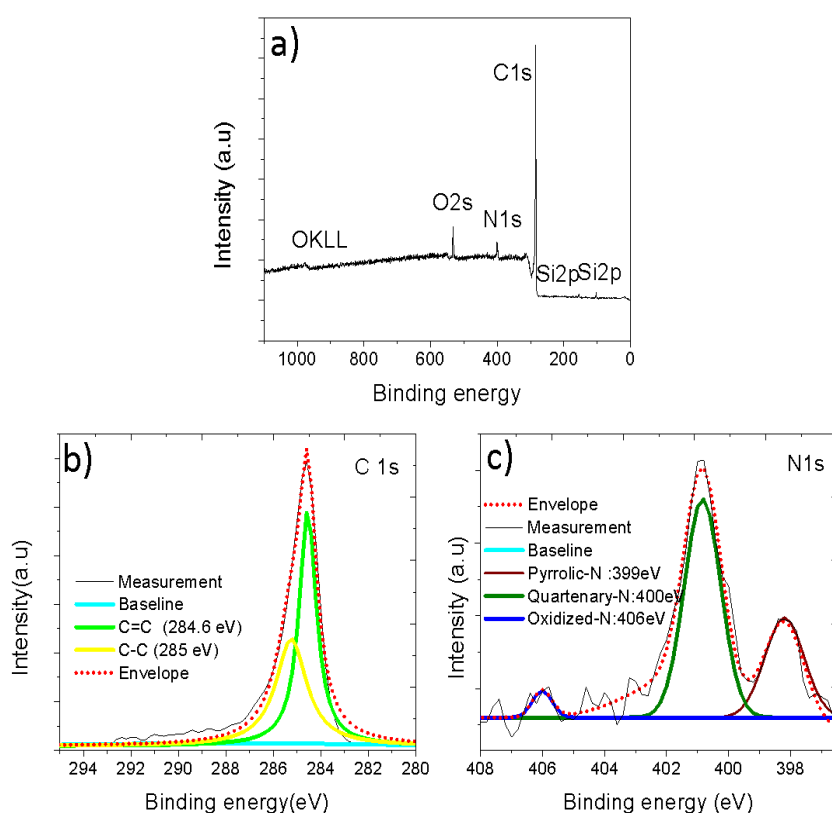 a)
C1s
O2s
N1s
OKLL
Si2p Si2p
Intensity (a.u)
1000 800 600 400 200 0
Binding energy
b)
C 1s
Measurement
Baseline
C=C (284.6 eV)
C-C (285 eV)
Envelope
Intensity(a.u)
294 292 290 288 286 284 282 280
Binding energy(eV)
c)
N1s
Envelope
Measurement
Baseline
Pyrrolic-N :399eV
Quartenary-N:400eV
Oxidized-N:406eV
Intensity (a.u)
408 406 404 402 400 398
Binding energy (eV)